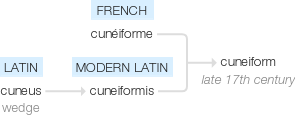 FRENCH
cunéiforme
LATIN MODERN LATIN cuneiform
cuneus cuneiformis late 17th century
wedge